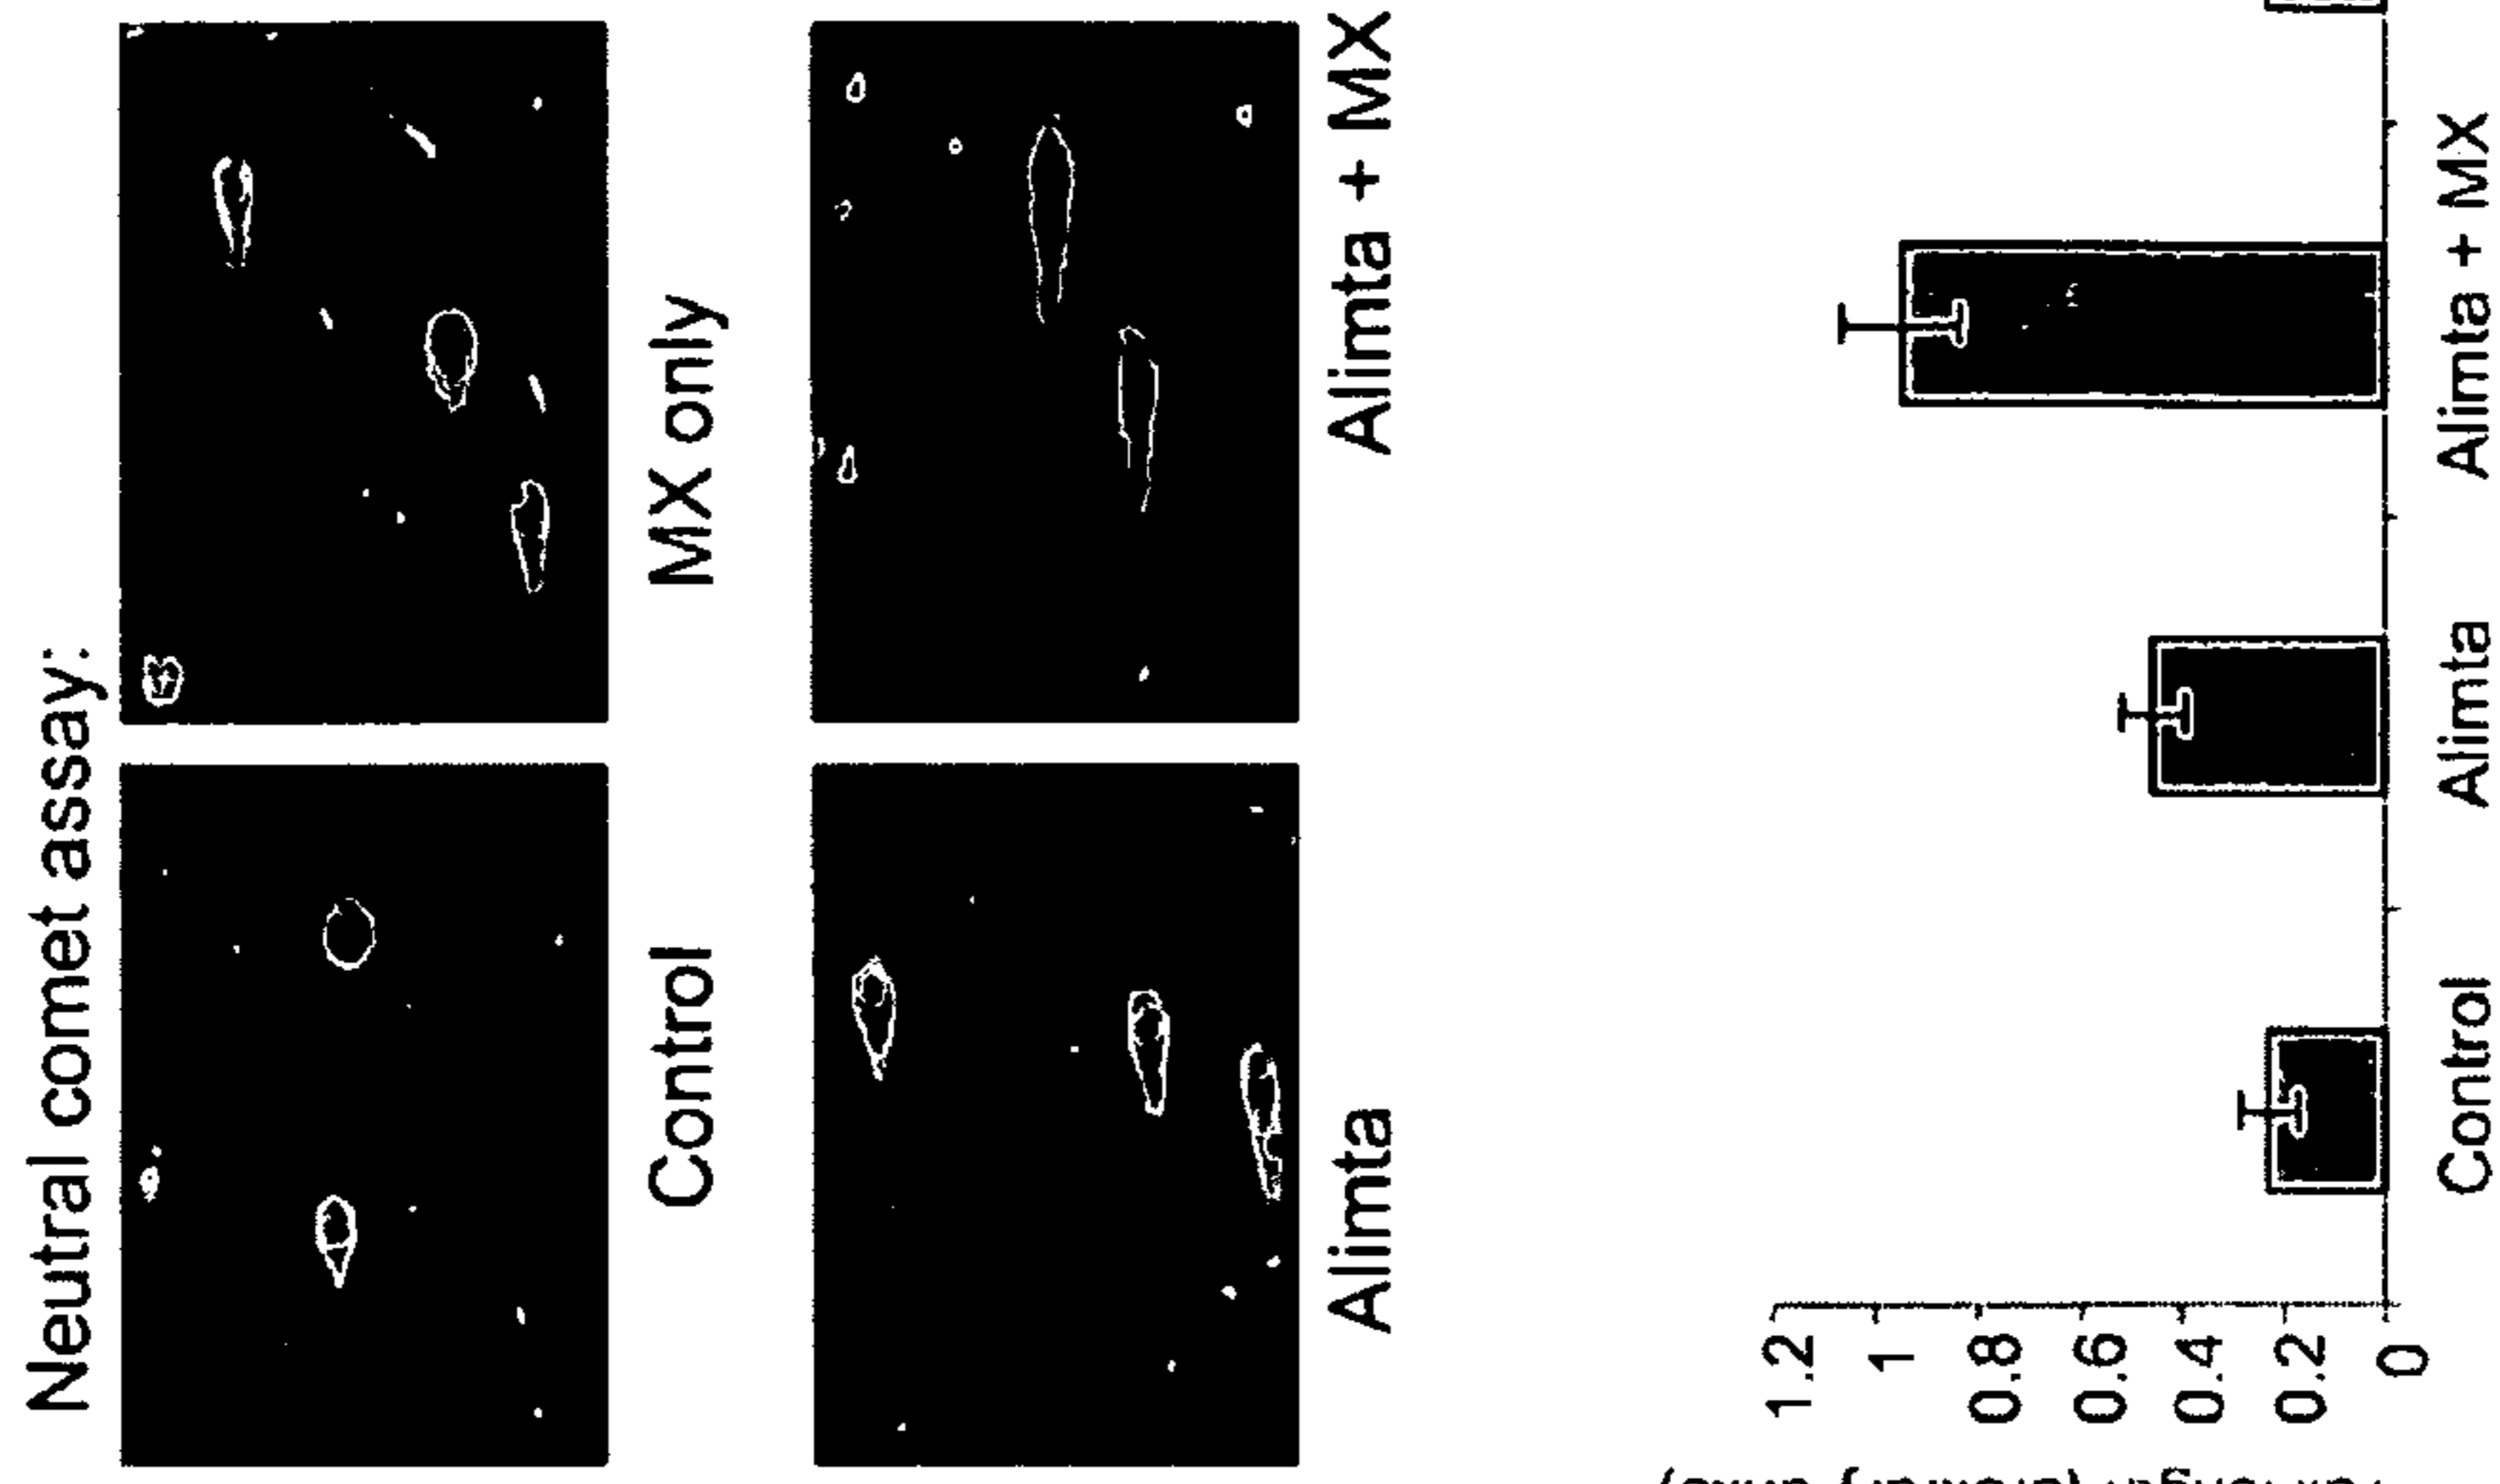 Neutral comet assay:
Control
MX only
Alimta
Alimta + MX
1.2
1
0.8
0.6
0.4
0.2
0
Control
Alimta
Alimta + MX